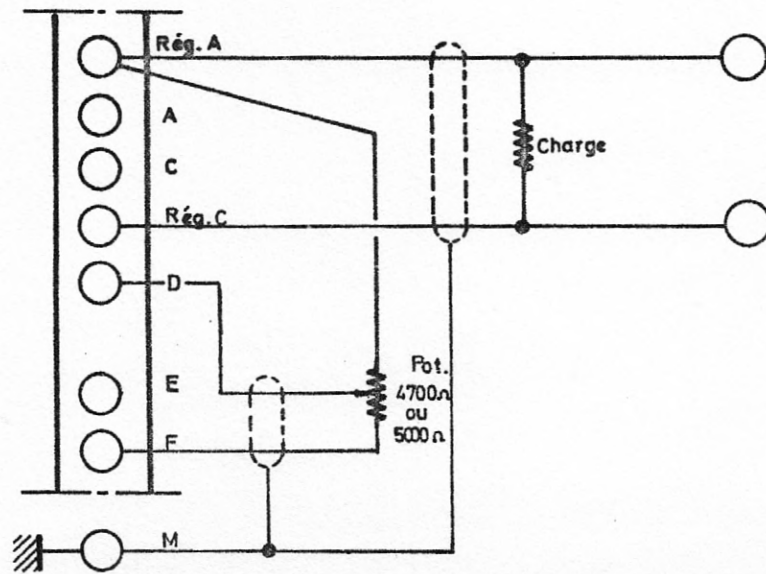 Rég. A
A
C
Charge
Rég. C
D
E
Pot.
4700Ω
ou
5000Ω
F
M